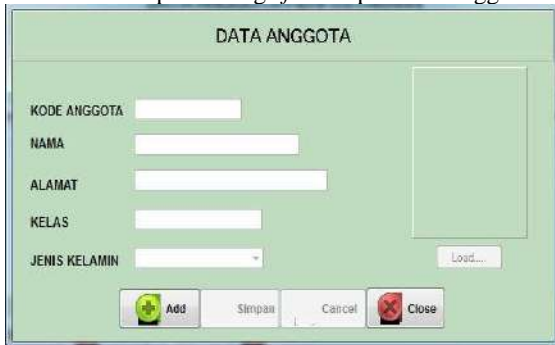 DATA ANGGOTA
KODE ANGGOTA
NAMA
ALAMAT
KELAS
JENIS KELAMIN
Load....
Add Simpan Cancel Close